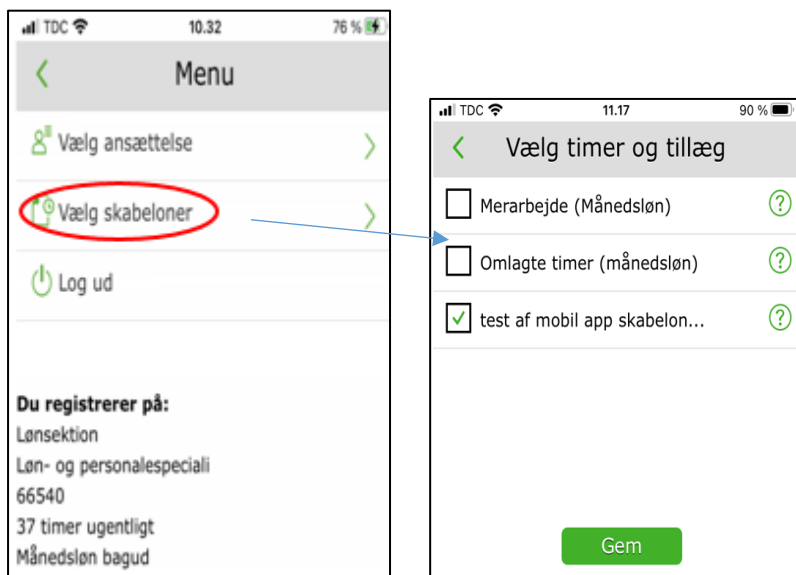 TDC 10.32 76 %
Menu
Vælg ansættelse
Vælg skabeloner
Log ud
Du registrerer på:
Lønsektion
Løn- og personalespeciali
66540
37 timer ugentligt
Månedsløn bagud
TDC 11.17 90 %
Vælg timer og tillæg
Merarbejde (Månedsløn) ?
Omlagte timer (månedsløn) ?
test af mobil app skabelon... ?
Gem